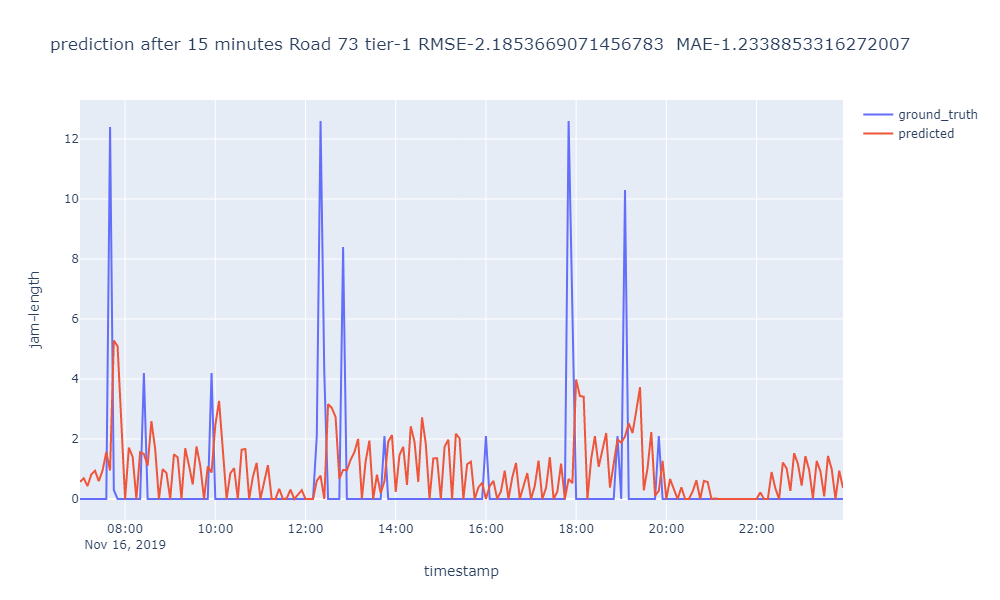 prediction after 15 minutes Road 73 tier-1 RMSE-2.1853669071456783  MAE-1.2338853316272007
ground_truth
predicted
12
10
8
6
4
2
0
jam-length
08:00 10:00 12:00 14:00 16:00 18:00 20:00 22:00
Nov 16, 2019
timestamp